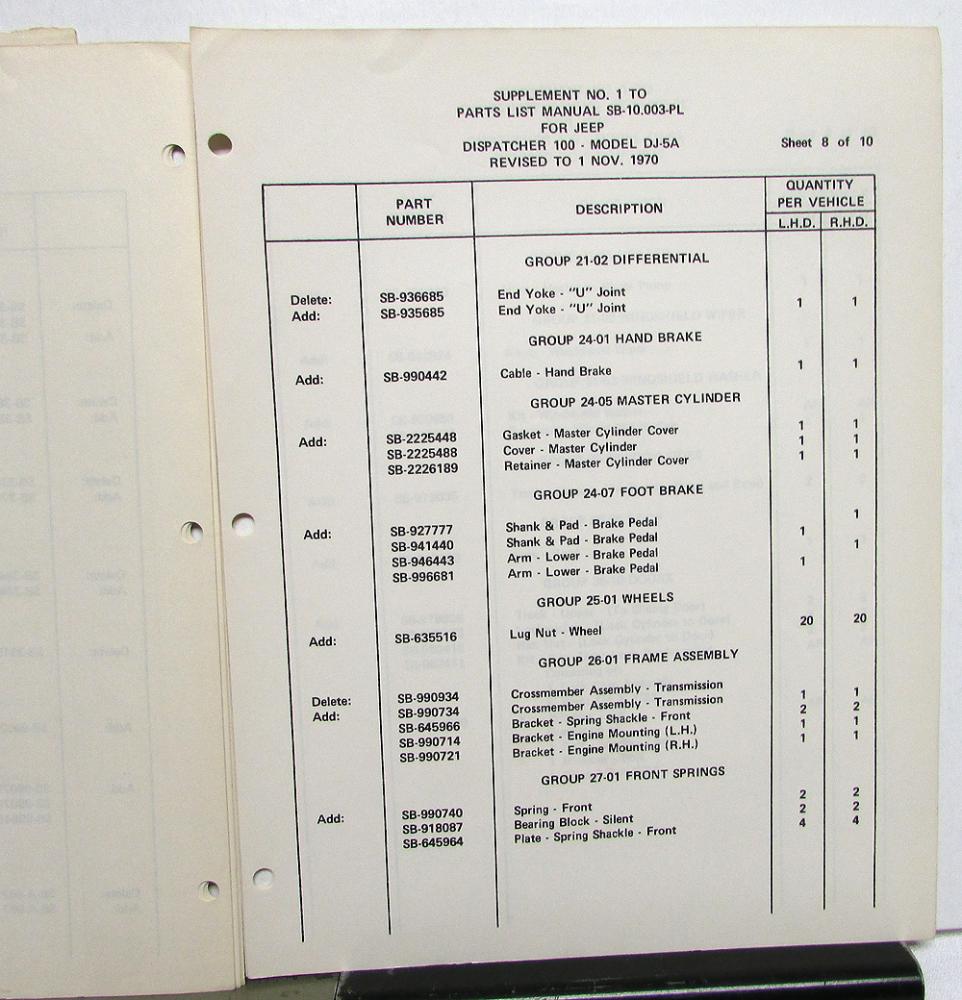 SUPPLEMENT NO. 1 TO
PARTS LIST MANUAL SB-10.003-PL
FOR JEEP
DISPATCHER 100 - MODEL DJ-5A Sheet 8 of 10
REVISED TO 1 NOV. 1970
PART NUMBER DESCRIPTION QUANTITY PER VEHICLE
L.H.D. R.H.D.
GROUP 21-02 DIFFERENTIAL
Delete: SB-936685 End Yoke - "U" Joint
Add: SB-935685 End Yoke - "U" Joint 1 1
GROUP 24-01 HAND BRAKE
Add: SB-990442 Cable - Hand Brake 1 1
GROUP 24-05 MASTER CYLINDER
Add: SB-2225448 Gasket - Master Cylinder Cover 1 1
SB-2225488 Cover - Master Cylinder 1 1
SB-2226189 Retainer - Master Cylinder Cover 1 1
GROUP 24-07 FOOT BRAKE
Add: SB-927777 Shank & Pad - Brake Pedal 1
SB-941440 Shank & Pad - Brake Pedal 1
SB-946443 Arm - Lower - Brake Pedal 1
SB-996681 Arm - Lower - Brake Pedal 1
GROUP 25-01 WHEELS
Add: SB-635516 Lug Nut - Wheel 20 20
GROUP 26-01 FRAME ASSEMBLY
Delete: SB-990934 Crossmember Assembly - Transmission
Add: SB-990734 Crossmember Assembly - Transmission 1 1
SB-645966 Bracket - Spring Shackle - Front 2 2
SB-990714 Bracket - Engine Mounting (L.H.) 1 1
SB-990721 Bracket - Engine Mounting (R.H.) 1 1
GROUP 27-01 FRONT SPRINGS
Add: SB-990740 Spring - Front 2 2
SB-918087 Bearing Block - Silent 2 2
SB-645964 Plate - Spring Shackle - Front 4 4